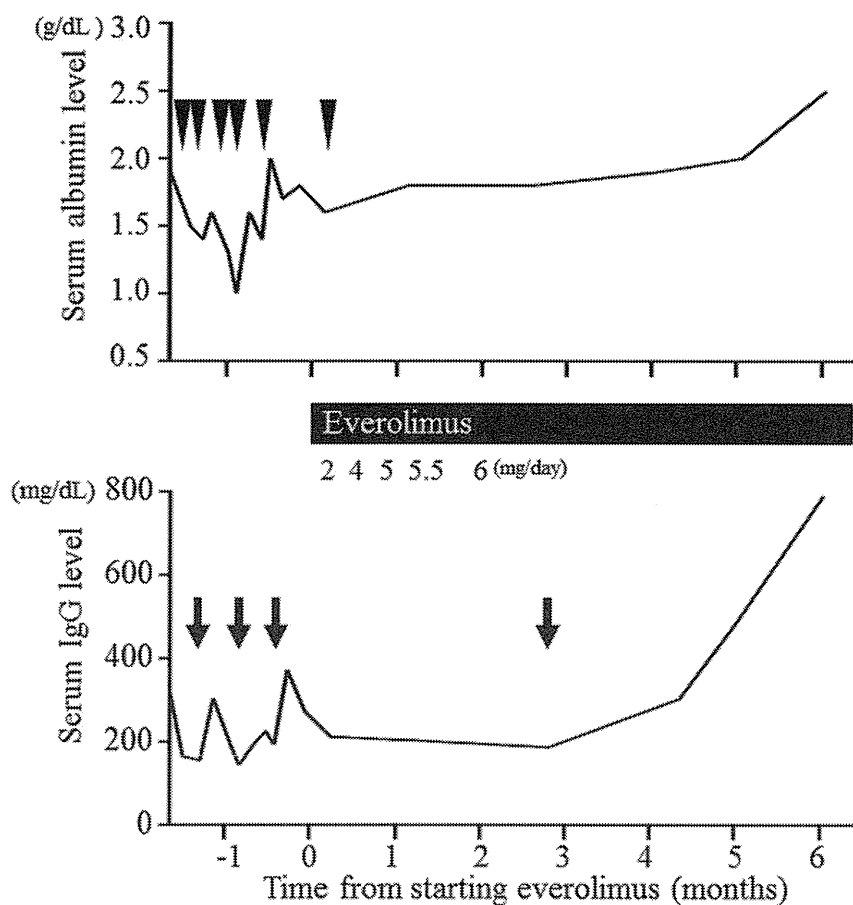 (g/dL) 3.0
2.5
2.0
1.5
1.0
0.5
Serum albumin level
Everolimus
2 4 5 5.5 6 (mg/day)
(mg/dL) 800
600
400
200
0
Serum IgG level
-1 0 1 2 3 4 5 6
Time from starting everolimus (months)